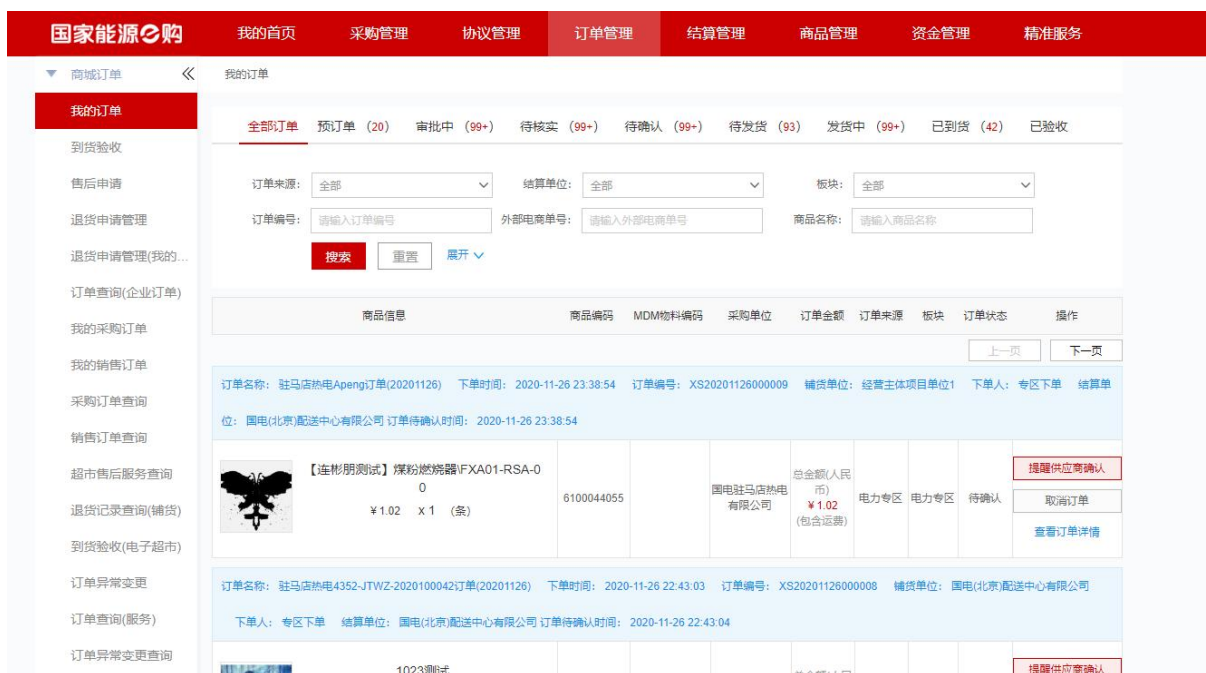 国家能源e购 我的首页 采购管理 协议管理 订单管理 结算管理 商品管理 资金管理 精准服务
商城订单
我的订单
到货验收
售后申请
退货申请管理
退货申请管理(我的...
订单查询(企业订单)
我的采购订单
我的销售订单
采购订单查询
销售订单查询
超市售后服务查询
退货记录查询(铺货)
到货验收(电子超市)
订单异常变更
订单查询(服务)
订单异常变更查询
我的订单
全部订单 预订单 (20) 审批中 (99+) 待核实 (99+) 待确认 (99+) 待发货 (93) 发货中 (99+) 已到货 (42) 已验收
订单来源: 全部 结算单位: 全部 板块: 全部
订单编号: 请输入订单编号 外部电商单号: 请输入外部电商单号 商品名称: 请输入商品名称
搜索 重置 展开
商品信息 商品编码 MDM物料编码 采购单位 订单金额 订单来源 板块 订单状态 操作
上一页 下一页
订单名称: 驻马店热电Apeng订单(20201126) 下单时间: 2020-11-26 23:38:54 订单编号: XS20201126000009 铺货单位: 经营主体项目单位1 下单人: 专区下单 结算单
位: 国电(北京)配送中心有限公司 订单待确认时间: 2020-11-26 23:38:54
【连彬朋测试】煤粉燃烧器\FXA01-RSA-0
0
¥1.02 x 1 (条)
6100044055
国电驻马店热电
有限公司
总金额(人民
币)
¥ 1.02
(包含运费)
电力专区 电力专区 待确认
提醒供应商确认
取消订单
查看订单详情
订单名称: 驻马店热电4352-JTWZ-2020100042订单(20201126) 下单时间: 2020-11-26 22:43:03 订单编号: XS20201126000008 铺货单位: 国电(北京)配送中心有限公司
下单人: 专区下单 结算单位: 国电(北京)配送中心有限公司 订单待确认时间: 2020-11-26 22:43:04
1023测试
提醒供应商确认